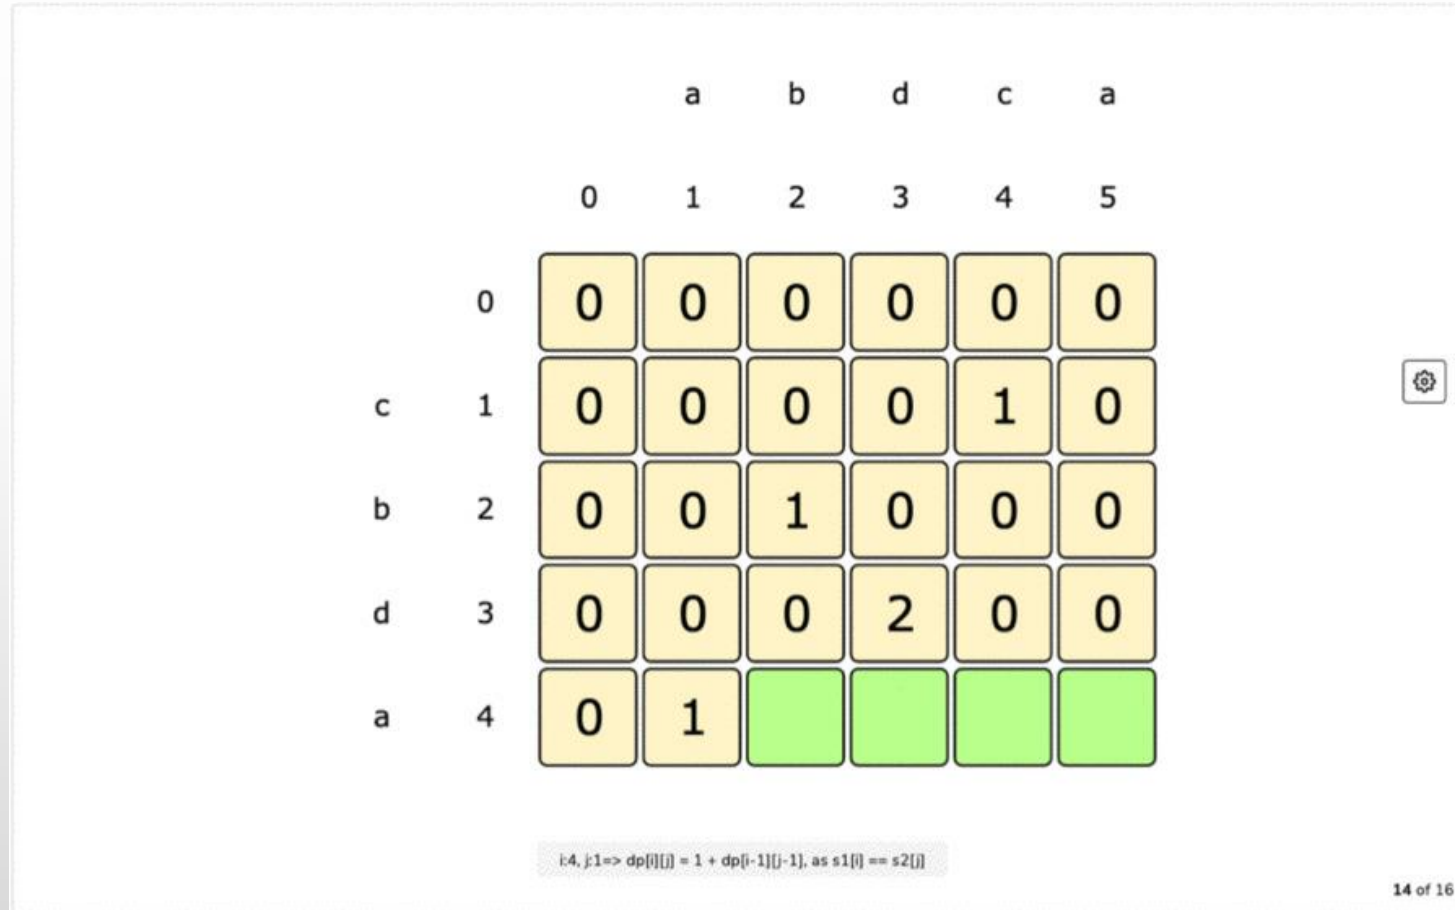 a b d c a
0 1 2 3 4 5
0 0 0 0 0 0 0
c 1 0 0 0 0 1 0
b 2 0 0 1 0 0 0
d 3 0 0 0 2 0 0
a 4 0 1
i:4, j:1=> dp[i][j] = 1 + dp[i-1][j-1], as s1[i] == s2[j]
14 of 16